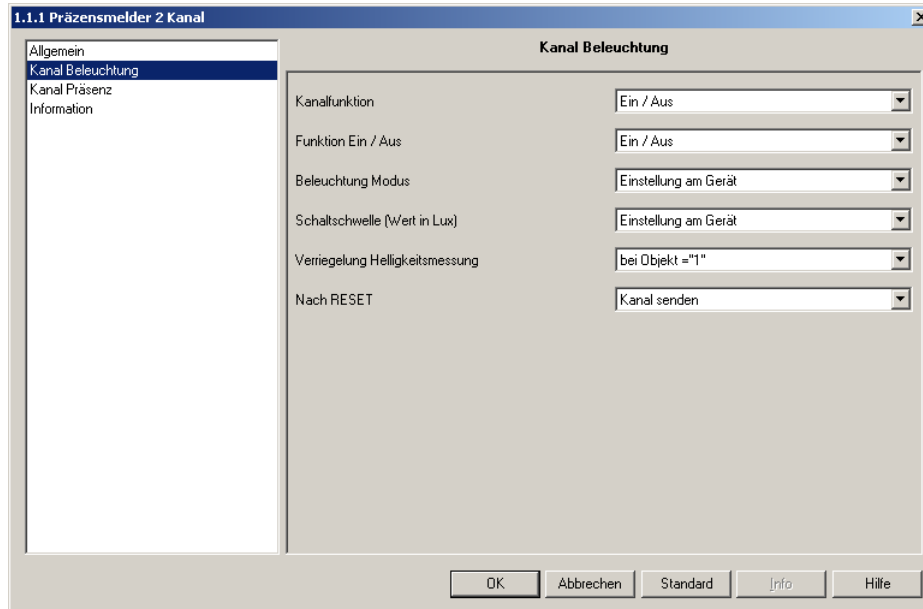 1.1.1 Präzensmelder 2 Kanal
Allgemein
Kanal Beleuchtung
Kanal Präsenz
Information
Kanal Beleuchtung
Kanalfunktion
Ein / Aus
Funktion Ein / Aus
Ein / Aus
Beleuchtung Modus
Einstellung am Gerät
Schaltschwelle (Wert in Lux)
Einstellung am Gerät
Verriegelung Helligkeitsmessung
bei Objekt ="1"
Nach RESET
Kanal senden
OK
Abbrechen
Standard
Info
Hilfe